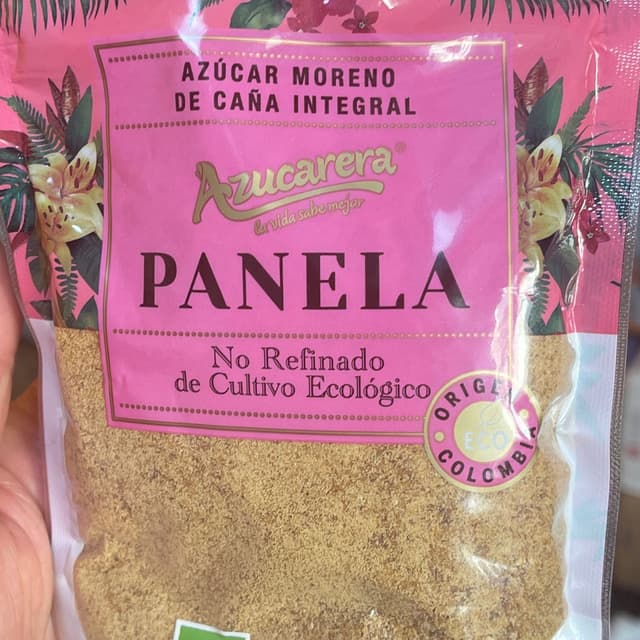 AZÚCAR MORENO
DE CAÑA INTEGRAL
Azucarera®
la vida sabe mejor
PANELA
No Refinado
de Cultivo Ecológico
ORIGEN
ECO
COLOMBIA